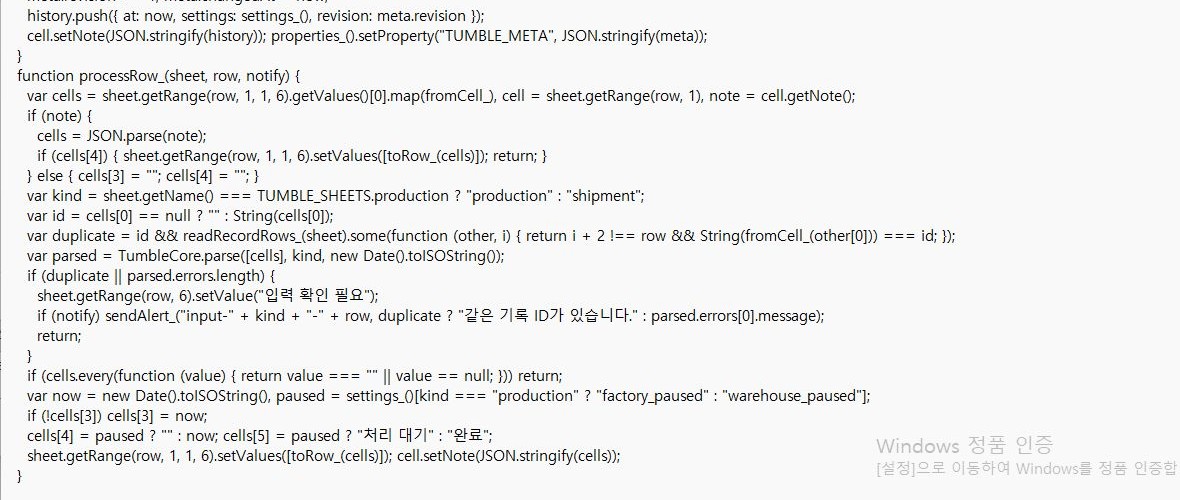 history.push({ at: now, settings: settings_(), revision: meta.revision });
cell.setNote(JSON.stringify(history)); properties_().setProperty("TUMBLE_META", JSON.stringify(meta));
}
function processRow_(sheet, row, notify) {
var cells = sheet.getRange(row, 1, 1, 6).getValues()[0].map(fromCell_), cell = sheet.getRange(row, 1), note = cell.getNote();
if (note) {
cells = JSON.parse(note);
if (cells[4]) { sheet.getRange(row, 1, 1, 6).setValues([toRow_(cells)]); return; }
} else { cells[3] = ""; cells[4] = ""; }
var kind = sheet.getName() === TUMBLE_SHEETS.production ? "production" : "shipment";
var id = cells[0] == null ? "" : String(cells[0]);
var duplicate = id && readRecordRows_(sheet).some(function (other, i) { return i + 2 !== row && String(fromCell_(other[0])) === id; });
var parsed = TumbleCore.parse([cells], kind, new Date().toISOString());
if (duplicate || parsed.errors.length) {
sheet.getRange(row, 6).setValue("입력 확인 필요");
if (notify) sendAlert_("input-" + kind + "-" + row, duplicate ? "같은 기록 ID가 있습니다." : parsed.errors[0].message);
return;
}
if (cells.every(function (value) { return value === "" || value == null; })) return;
var now = new Date().toISOString(), paused = settings_()[kind === "production" ? "factory_paused" : "warehouse_paused"];
if (!cells[3]) cells[3] = now;
cells[4] = paused ? "" : now; cells[5] = paused ? "처리 대기" : "완료";
sheet.getRange(row, 1, 1, 6).setValues([toRow_(cells)]); cell.setNote(JSON.stringify(cells));
}
Windows 정품 인증
[설정]으로 이동하여 Windows를 정품 인증합